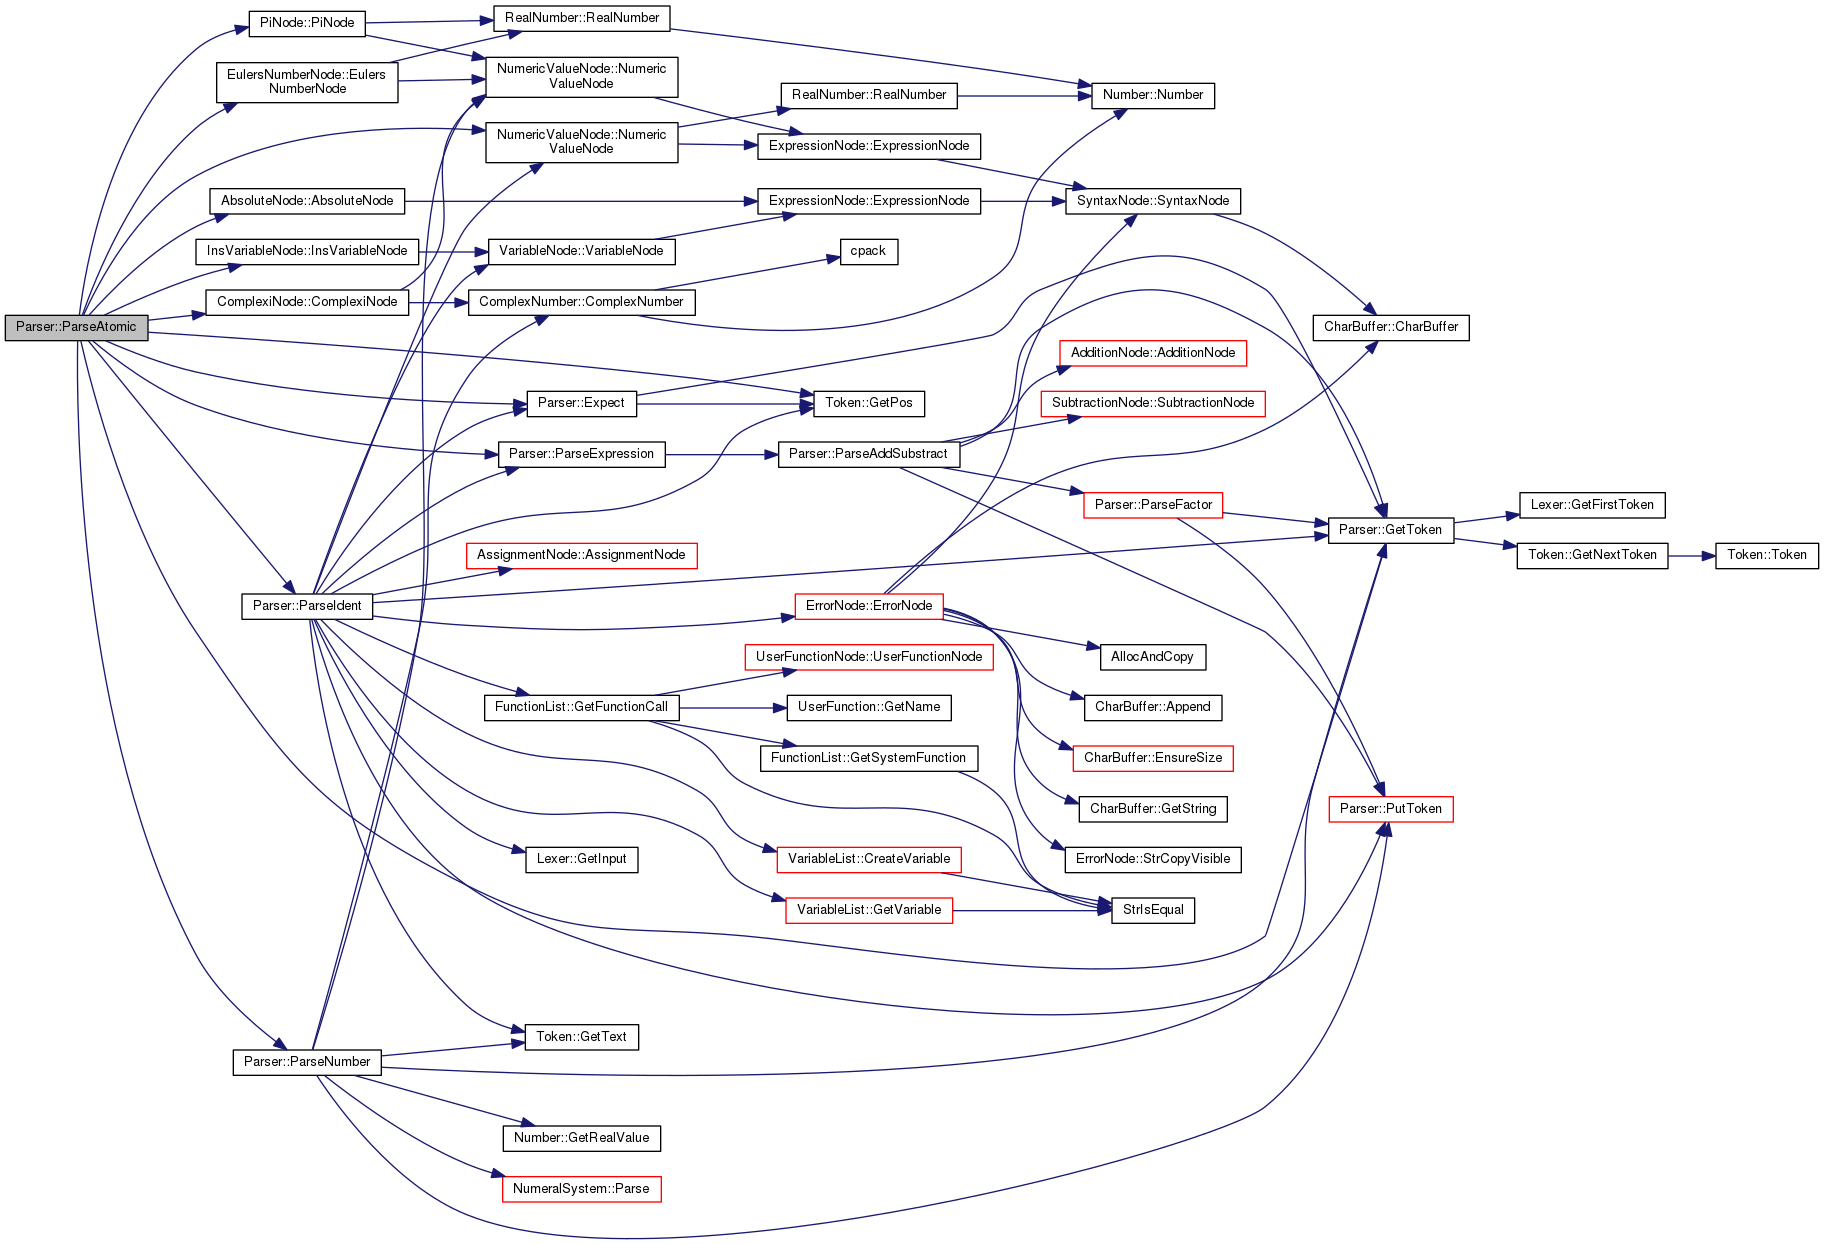 PiNode::PiNode
RealNumber::RealNumber
EulersNumberNode::Eulers
NumberNode
NumericValueNode::Numeric
ValueNode
RealNumber::RealNumber
Number::Number
NumericValueNode::Numeric
ValueNode
ExpressionNode::ExpressionNode
AbsoluteNode::AbsoluteNode
ExpressionNode::ExpressionNode
SyntaxNode::SyntaxNode
InsVariableNode::InsVariableNode
VariableNode::VariableNode
cpack
ComplexiNode::ComplexiNode
ComplexNumber::ComplexNumber
Parser::ParseAtomic
CharBuffer::CharBuffer
AdditionNode::AdditionNode
Parser::Expect
Token::GetPos
SubtractionNode::SubtractionNode
Parser::ParseExpression
Parser::ParseAddSubstract
Parser::ParseFactor
Lexer::GetFirstToken
Parser::GetToken
AssignmentNode::AssignmentNode
Token::GetNextToken
Token::Token
Parser::ParseIdent
ErrorNode::ErrorNode
UserFunctionNode::UserFunctionNode
AllocAndCopy
FunctionList::GetFunctionCall
UserFunction::GetName
CharBuffer::Append
FunctionList::GetSystemFunction
CharBuffer::EnsureSize
CharBuffer::GetString
Parser::PutToken
Lexer::GetInput
VariableList::CreateVariable
ErrorNode::StrCopyVisible
VariableList::GetVariable
StrIsEqual
Token::GetText
Parser::ParseNumber
Number::GetRealValue
NumeralSystem::Parse